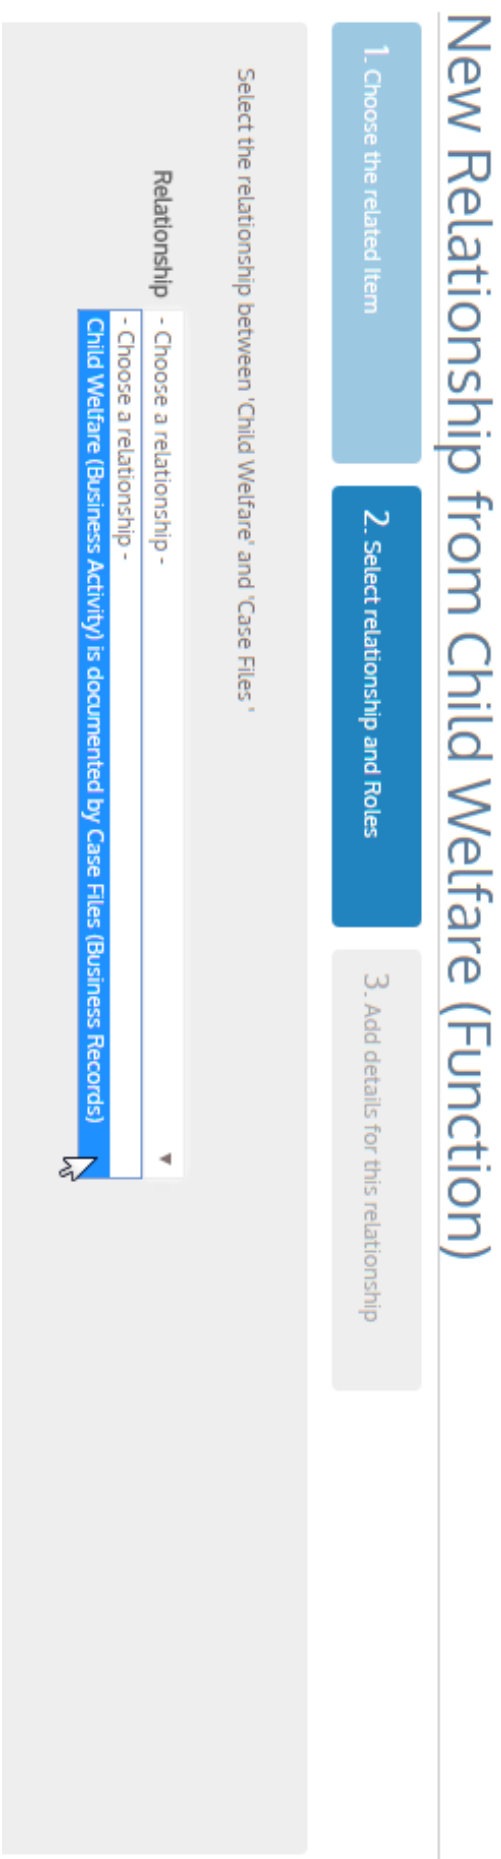 New Relationship from Child Welfare (Function)
1. Choose the related Item
2. Select relationship and Roles
3. Add details for this relationship
Select the relationship between 'Child Welfare' and 'Case Files '
Relationship - Choose a relationship -
- Choose a relationship -
Child Welfare (Business Activity) is documented by Case Files (Business Records)